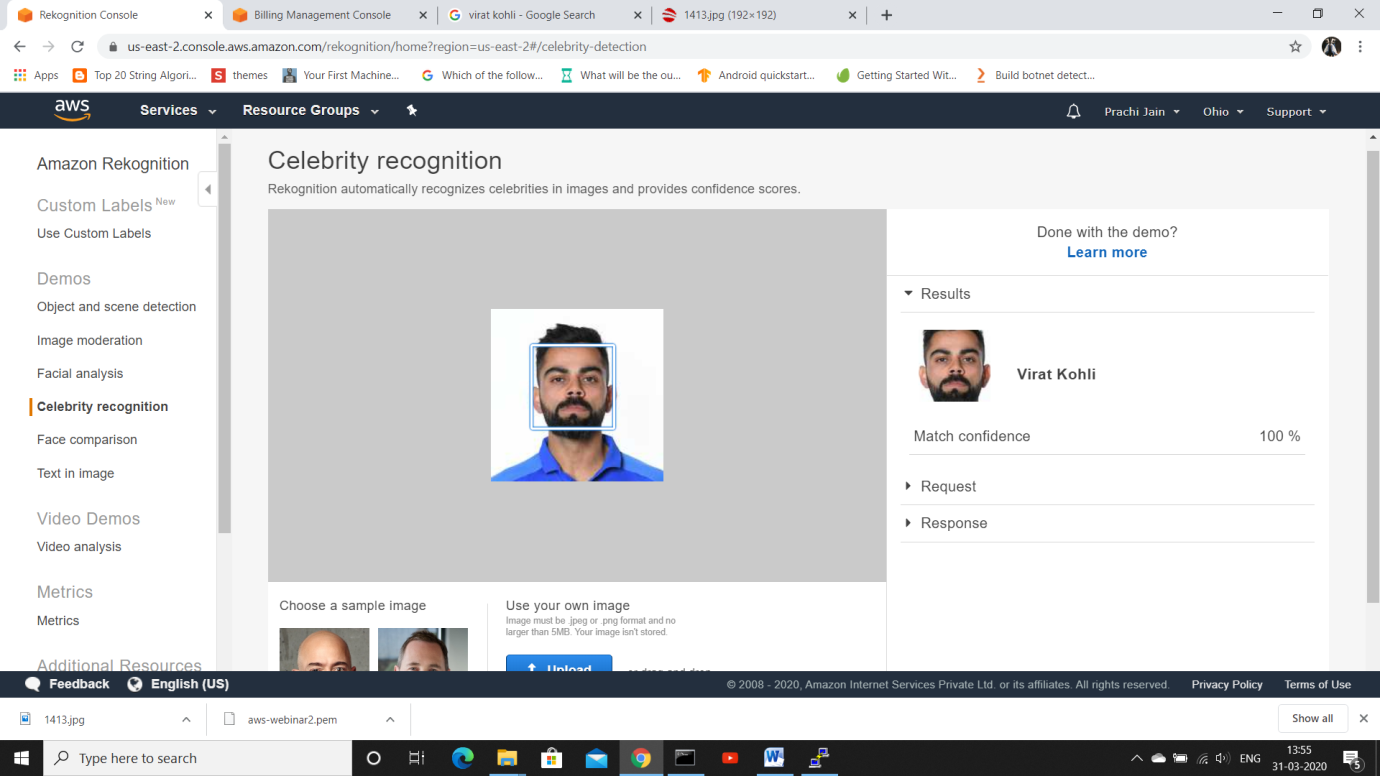 Rekognition Console
Billing Management Console
virat kohli - Google Search
1413.jpg (192×192)
us-east-2.console.aws.amazon.com/rekognition/home?region=us-east-2#/celebrity-detection
Apps
Top 20 String Algori...
themes
Your First Machine...
Which of the follow...
What will be the ou...
Android quickstart...
Getting Started Wit...
Build botnet detect...
aws
Services
Resource Groups
Prachi Jain
Ohio
Support
Amazon Rekognition
Custom Labels New
Use Custom Labels
Demos
Object and scene detection
Image moderation
Facial analysis
Celebrity recognition
Face comparison
Text in image
Video Demos
Video analysis
Metrics
Metrics
Additional Resources
Celebrity recognition
Rekognition automatically recognizes celebrities in images and provides confidence scores.
Choose a sample image
Use your own image
Image must be .jpeg or .png format and no
larger than 5MB. Your image isn't stored.
Upload
or drag and drop
Done with the demo?
Learn more
Results
Virat Kohli
Match confidence 100 %
Request
Response
Feedback
English (US)
© 2008 - 2020, Amazon Internet Services Private Ltd. or its affiliates. All rights reserved.
Privacy Policy
Terms of Use
1413.jpg
aws-webinar2.pem
Show all
Type here to search
ENG
13:55
31-03-2020
5